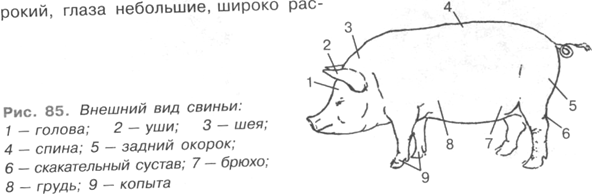 рокий, глаза небольшие, широко рас-
Рис. 85. Внешний вид свиньи:
1 — голова; 2 — уши; 3 — шея;
4 — спина; 5 — задний окорок;
6 — скакательный сустав; 7 — брюхо;
8 — грудь; 9 — копыта
1
2
3
4
5
6
7
8
9